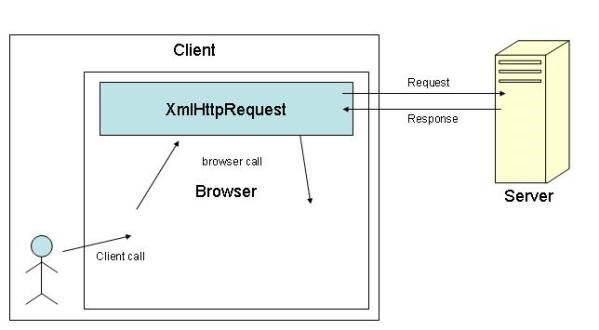 Client
XmlHttpRequest
Request
Response
browser call
Browser
Server
Client call